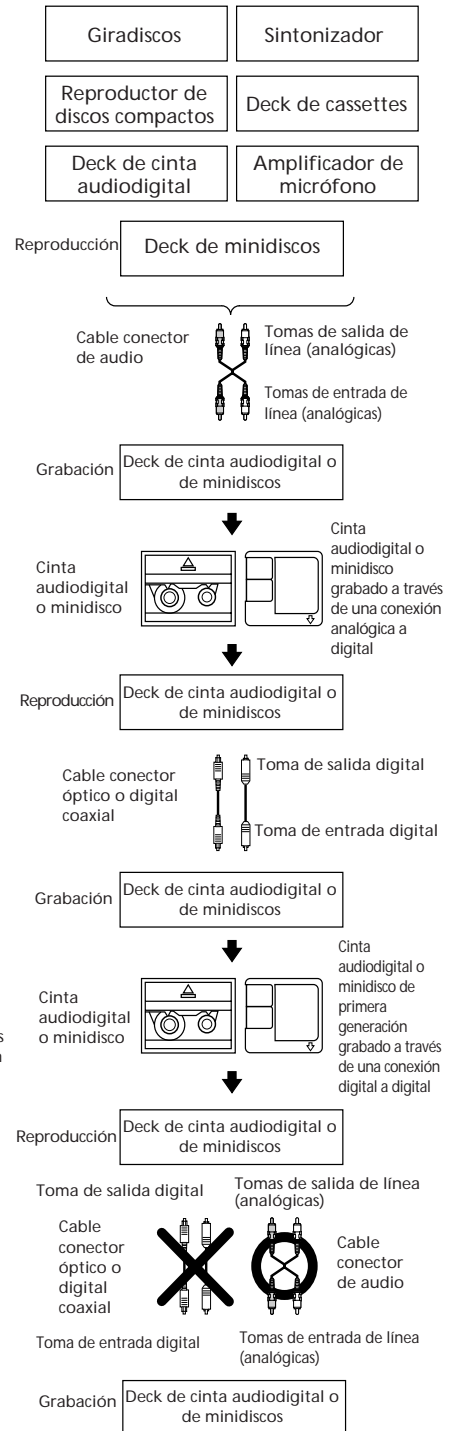 Giradiscos
Sintonizador
Reproductor de
discos compactos
Deck de cassettes
Deck de cinta
audiodigital
Amplificador de
micrófono
Reproducción
Deck de minidiscos
Cable conector
de audio
Tomas de salida de
línea (analógicas)
Tomas de entrada de
línea (analógicas)
Grabación
Deck de cinta audiodigital o
de minidiscos
Cinta
audiodigital
o minidisco
Cinta
audiodigital o
minidisco
grabado a través
de una conexión
analógica a
digital
Reproducción
Deck de cinta audiodigital o
de minidiscos
Cable conector
óptico o digital
coaxial
Toma de salida digital
Toma de entrada digital
Grabación
Deck de cinta audiodigital o
de minidiscos
Cinta
audiodigital
o minidisco
Cinta
audiodigital o
minidisco de
primera
generación
grabado a través
de una conexión
digital a digital
Reproducción
Deck de cinta audiodigital o
de minidiscos
Toma de salida digital
Tomas de salida de línea
(analógicas)
Cable
conector
óptico o
digital
coaxial
Cable
conector
de audio
Toma de entrada digital
Tomas de entrada de línea
(analógicas)
Grabación
Deck de cinta audiodigital o
de minidiscos